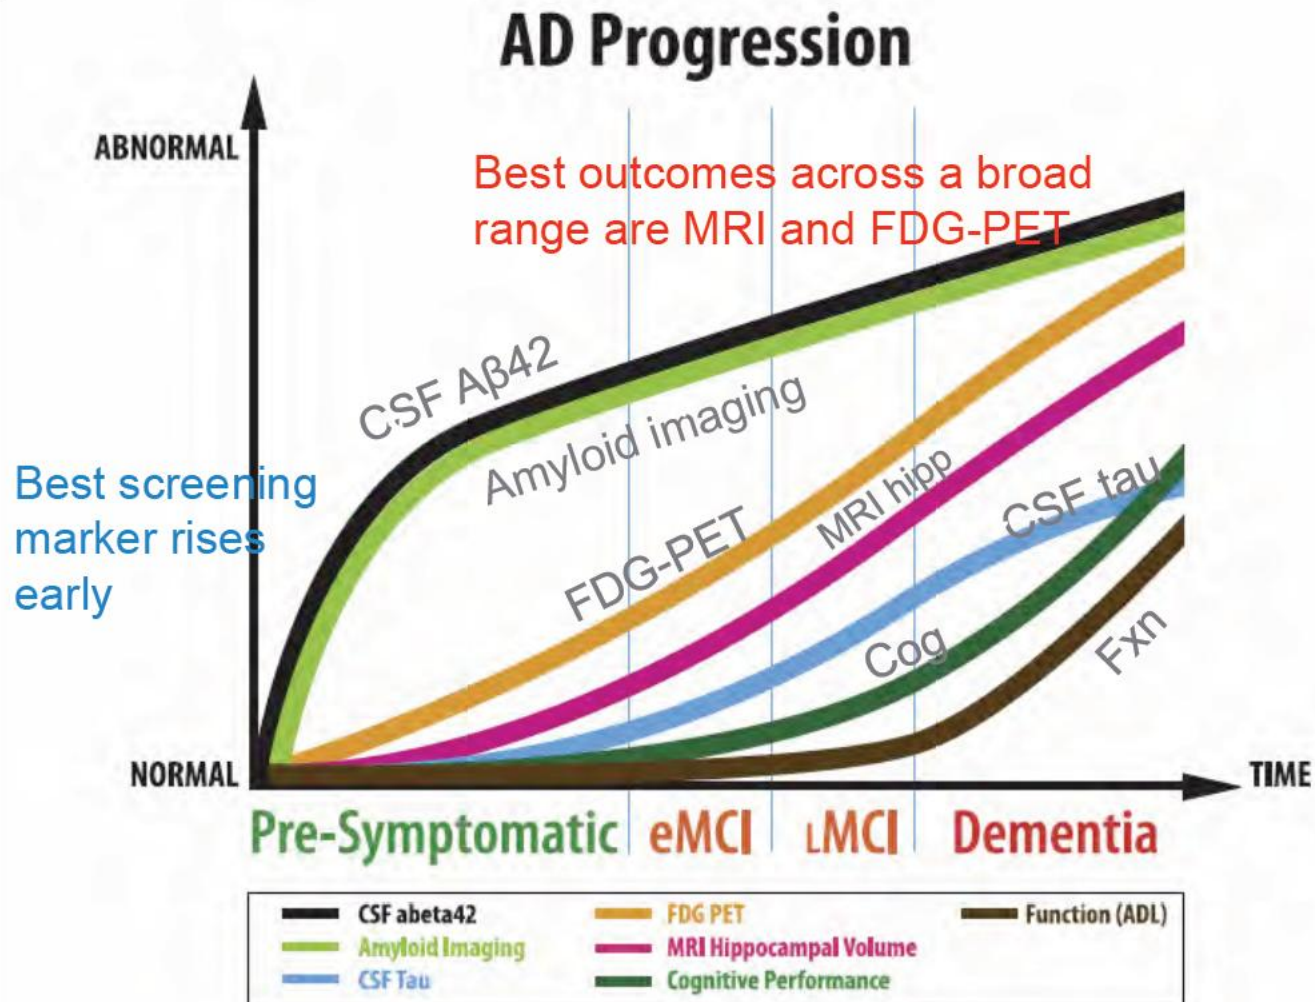 AD Progression
ABNORMAL
Best outcomes across a broad
range are MRI and FDG-PET
CSF Aβ42
Amyloid imaging
Best screening
marker rises
early
FDG-PET
MRI hipp
CSF tau
Cog
Fxn
NORMAL
TIME
Pre-Symptomatic eMCI LMCI Dementia
CSF abeta42 FDG PET Function (ADL)
Amyloid Imaging MRI Hippocampal Volume
CSF Tau Cognitive Performance